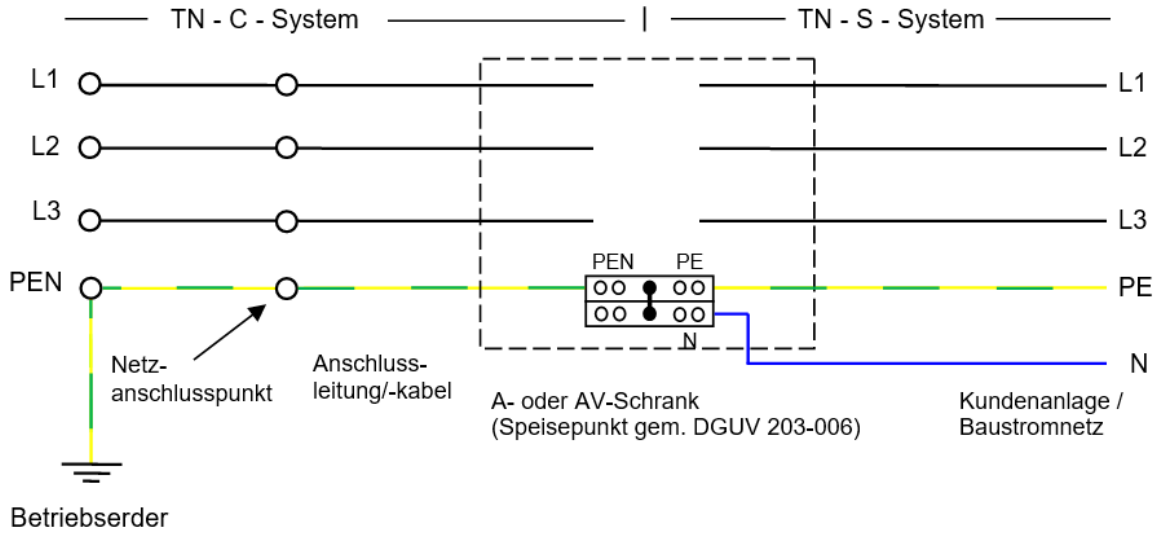 TN - C - System
TN - S - System
L1
L1
L2
L2
L3
L3
PEN
PEN
PE
PE
N
N
Netz-
anschlusspunkt
Anschluss-
leitung/-kabel
A- oder AV-Schrank
(Speisepunkt gem. DGUV 203-006)
Kundenanlage /
Baustromnetz
Betriebserder